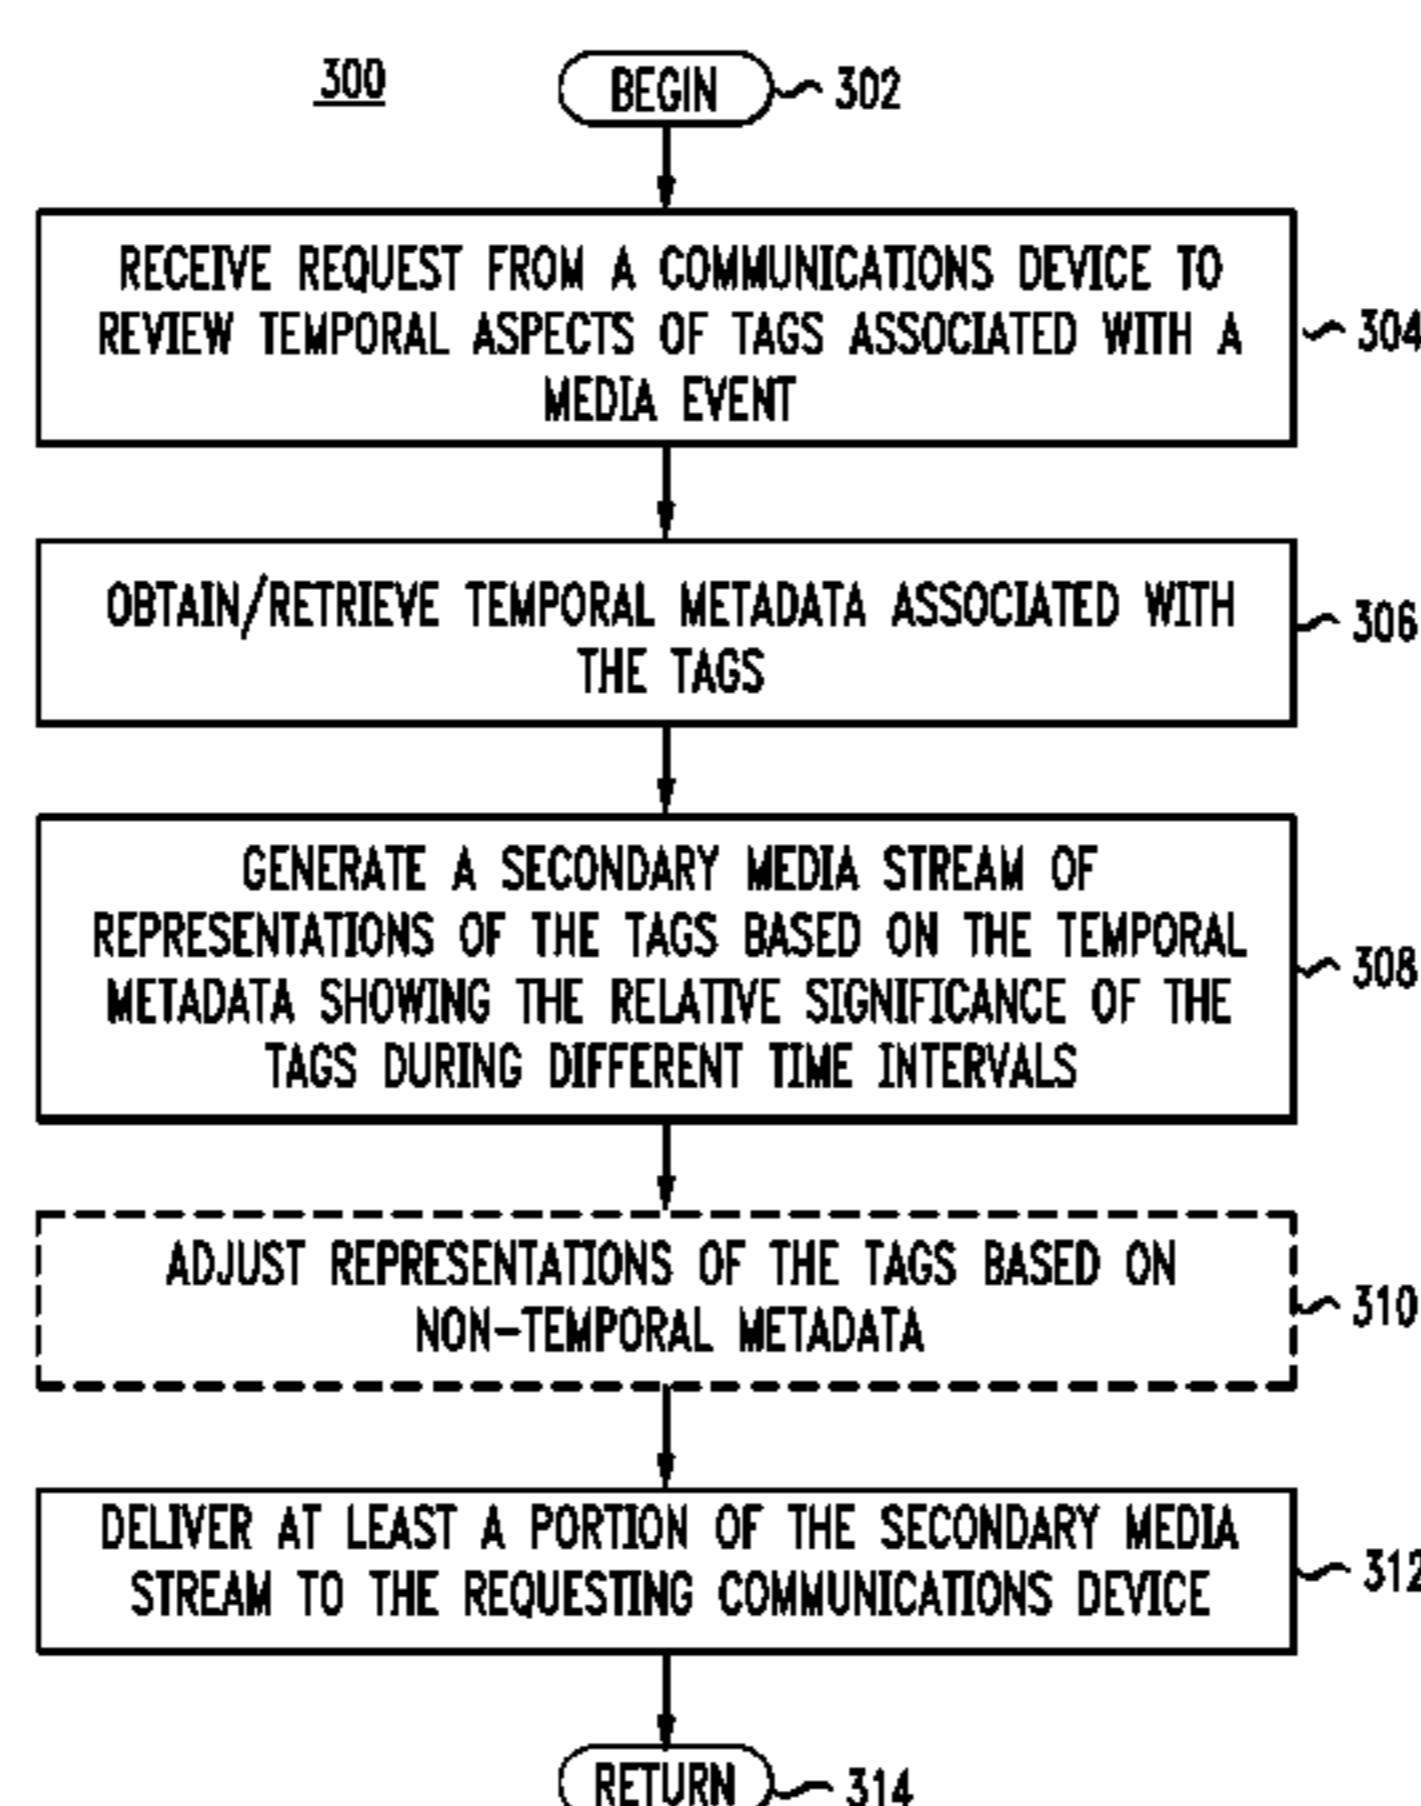 300
BEGIN 302
RECEIVE REQUEST FROM A COMMUNICATIONS DEVICE TO
REVIEW TEMPORAL ASPECTS OF TAGS ASSOCIATED WITH A
MEDIA EVENT
304
OBTAIN/RETRIEVE TEMPORAL METADATA ASSOCIATED WITH
THE TAGS
306
GENERATE A SECONDARY MEDIA STREAM OF
REPRESENTATIONS OF THE TAGS BASED ON THE TEMPORAL
METADATA SHOWING THE RELATIVE SIGNIFICANCE OF THE
TAGS DURING DIFFERENT TIME INTERVALS
308
ADJUST REPRESENTATIONS OF THE TAGS BASED ON
NON-TEMPORAL METADATA
310
DELIVER AT LEAST A PORTION OF THE SECONDARY MEDIA
STREAM TO THE REQUESTING COMMUNICATIONS DEVICE
312
RETURN 314